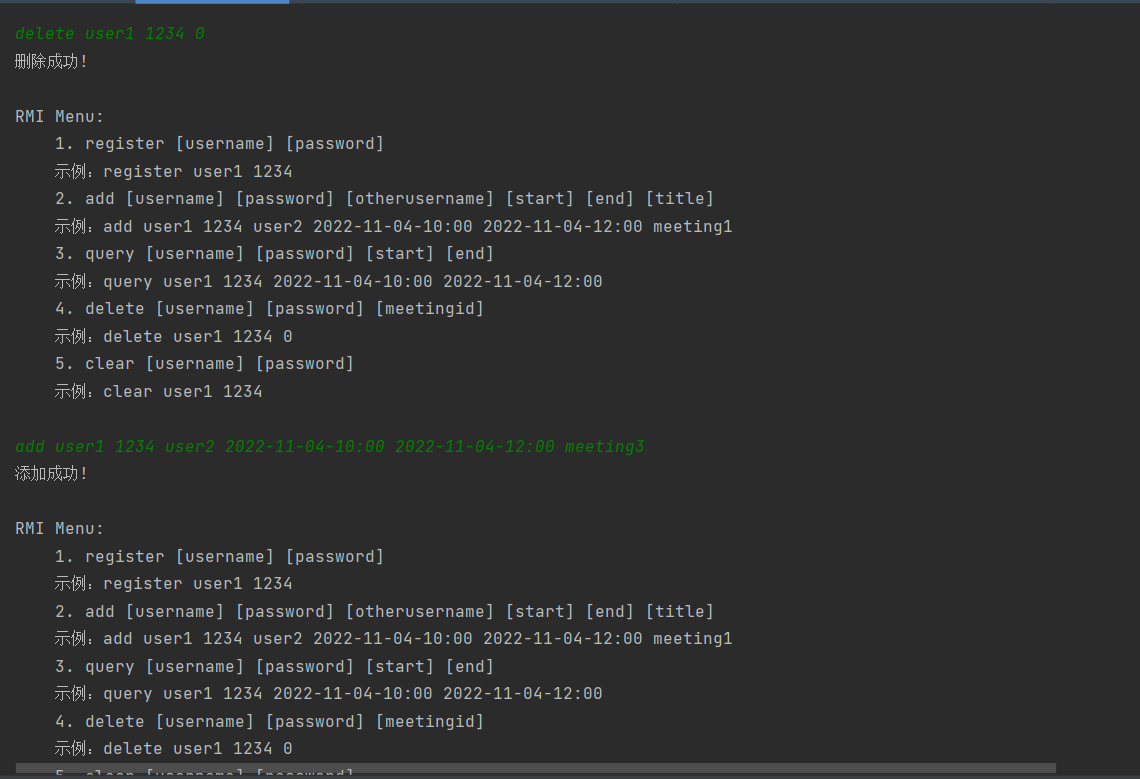 delete user1 1234 0
删除成功!
RMI Menu:
1. register [username] [password]
示例：register user1 1234
2. add [username] [password] [otherusername] [start] [end] [title]
示例：add user1 1234 user2 2022-11-04-10:00 2022-11-04-12:00 meeting1
3. query [username] [password] [start] [end]
示例：query user1 1234 2022-11-04-10:00 2022-11-04-12:00
4. delete [username] [password] [meetingid]
示例：delete user1 1234 0
5. clear [username] [password]
示例：clear user1 1234
add user1 1234 user2 2022-11-04-10:00 2022-11-04-12:00 meeting3
添加成功!
RMI Menu:
1. register [username] [password]
示例：register user1 1234
2. add [username] [password] [otherusername] [start] [end] [title]
示例：add user1 1234 user2 2022-11-04-10:00 2022-11-04-12:00 meeting1
3. query [username] [password] [start] [end]
示例：query user1 1234 2022-11-04-10:00 2022-11-04-12:00
4. delete [username] [password] [meetingid]
示例：delete user1 1234 0
5. clear [username] [password]